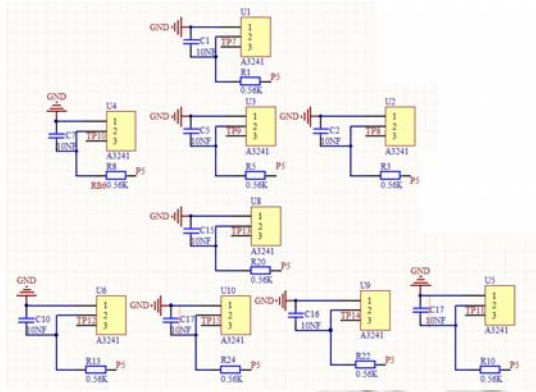 U1
GND
1
C1
2
TP7
3
10NF
A3241
R1
P5
0.56K
GND
U4
1
C7
2
TP10
3
10NF
A3241
R8
P5
RB6
0.56K
U3
GND
1
C5
2
TP9
3
10NF
A3241
R5
P5
0.56K
U2
GND
1
C2
2
TP8
3
10NF
A3241
R3
P5
0.56K
U8
GND
1
C15
2
TP13
3
10NF
A3241
R20
P5
0.56K
GND
U6
1
C10
2
TP12
3
10NF
A3241
R13
P5
0.56K
U10
GND
1
C17
2
TP15
3
10NF
A3241
R24
P5
0.56K
U9
GND
1
C16
2
TP14
3
10NF
A3241
R22
P5
0.56K
GND
U5
1
C17
2
TP11
3
10NF
A3241
R10
P5
0.56K